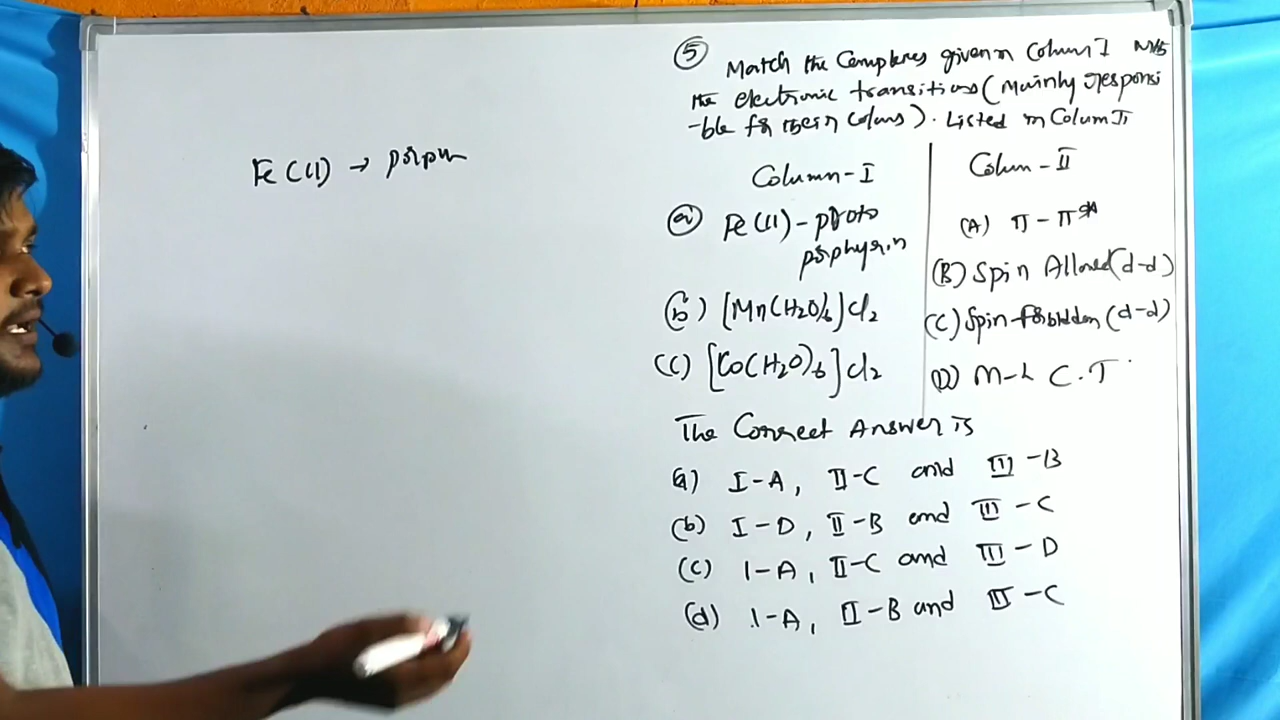 Fe (II) → porphy
⑤ Match the Complexes given in Column I with
the electronic transitions (Mainly responsi
-ble for their Colours). Listed in Column II
Column-I
Colum-II
(a) Fe (II) - proto
porphyrin
(b) [Mn(H2O)6]Cl2
(C) [Co(H2O)6]Cl2
(A) π - π*
(B) Spin Allowed (d-d)
(C) Spin-forbidden (d-d)
(D) M-L C.T
The Correct Answer is
(a) I-A, II-C and III-B
(b) I-D, II-B and III-C
(c) I-A, II-C and III-D
(d) I-A, II-B and III-C